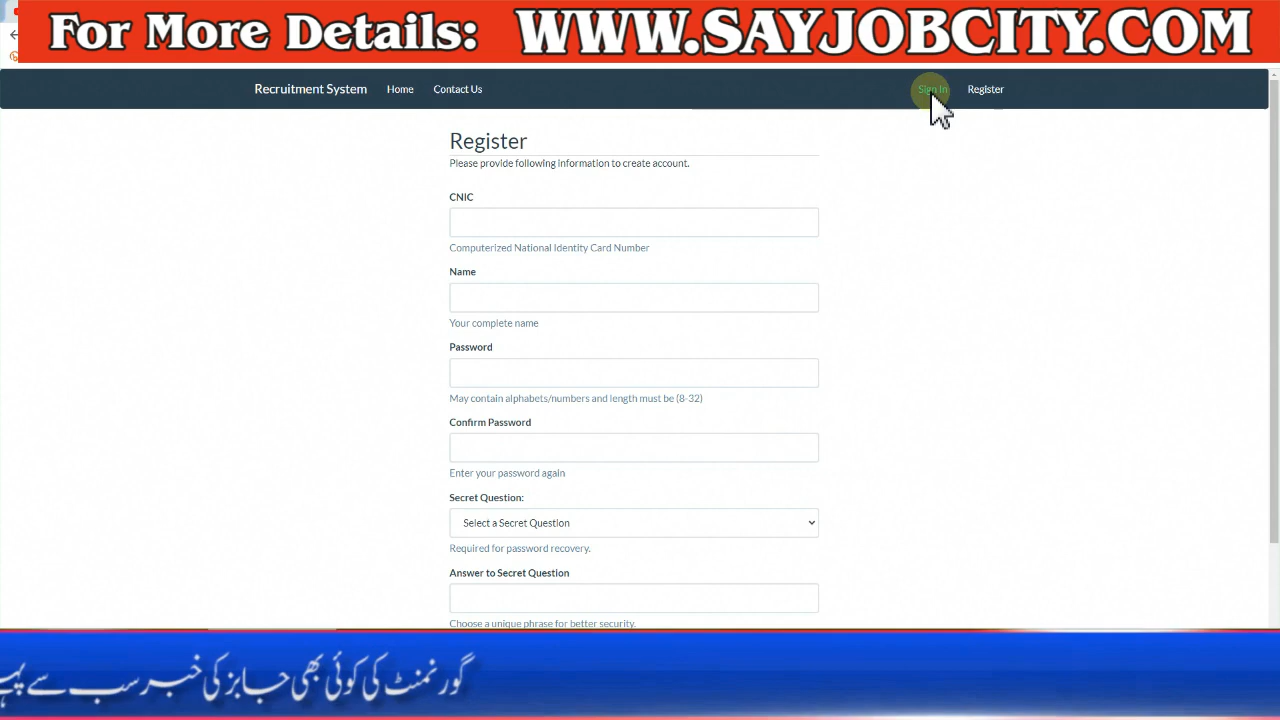 For More Details: WWW.SAYJOBCITY.COM
Recruitment System Home Contact Us Sign In Register
Register
Please provide following information to create account.
CNIC
Computerized National Identity Card Number
Name
Your complete name
Password
May contain alphabets/numbers and length must be (8-32)
Confirm Password
Enter your password again
Secret Question:
Select a Secret Question
Required for password recovery.
Answer to Secret Question
Choose a unique phrase for better security.
گورنمنٹ کی کوئی بھی جابز کی خبر سب سے